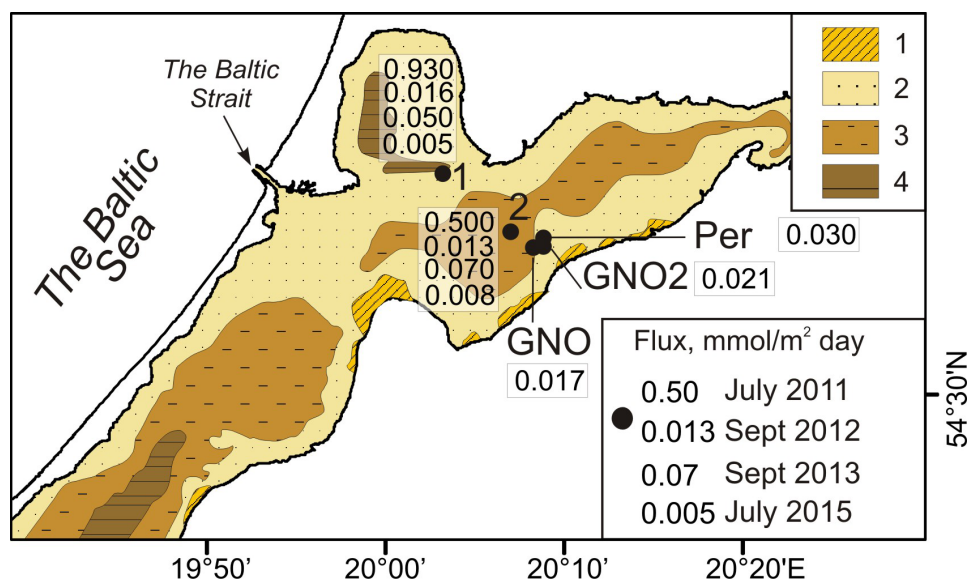 The Baltic
Strait
The Baltic
Sea
0.930
0.016
0.050
0.005
1
2
0.500
0.013
0.070
0.008
Per
0.030
GNO2
0.021
GNO
0.017
1
2
3
4
Flux, mmol/m² day
0.50 July 2011
0.013 Sept 2012
0.07 Sept 2013
0.005 July 2015
54°30'N
19°50'
20°00'
20°10'
20°20'E